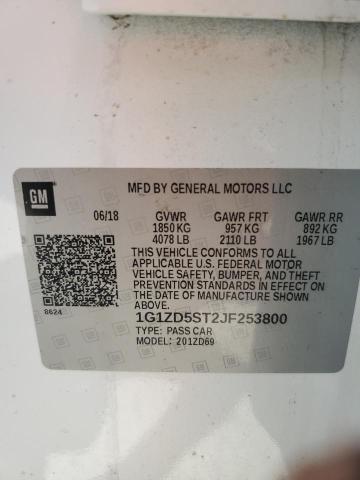 GM
MFD BY GENERAL MOTORS LLC
06/18 GVWR GAWR FRT GAWR RR
1850 KG 957 KG 892 KG
4078 LB 2110 LB 1967 LB
THIS VEHICLE CONFORMS TO ALL
APPLICABLE U.S. FEDERAL MOTOR
VEHICLE SAFETY, BUMPER, AND THEFT
PREVENTION STANDARDS IN EFFECT ON
THE DATE OF MANUFACTURE SHOWN
ABOVE.
8624
1G1ZD5ST2JF253800
TYPE: PASS CAR
MODEL: 201ZD69